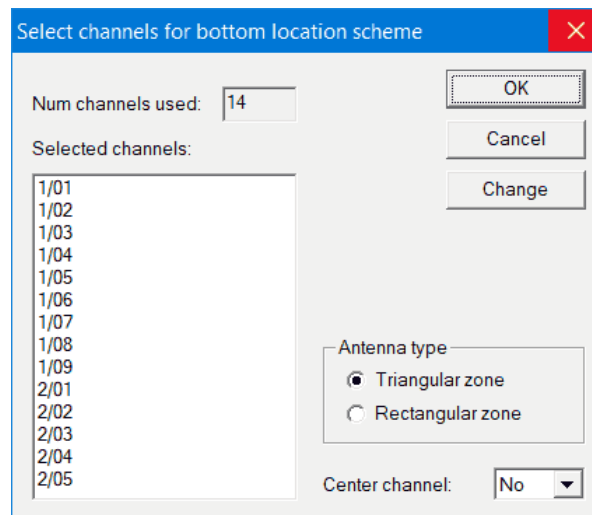 Select channels for bottom location scheme
Num channels used: 14
OK
Selected channels:
Cancel
Change
1/01
1/02
1/03
1/04
1/05
1/06
1/07
1/08
1/09
2/01
2/02
2/03
2/04
2/05
Antenna type
Triangular zone
Rectangular zone
Center channel: No